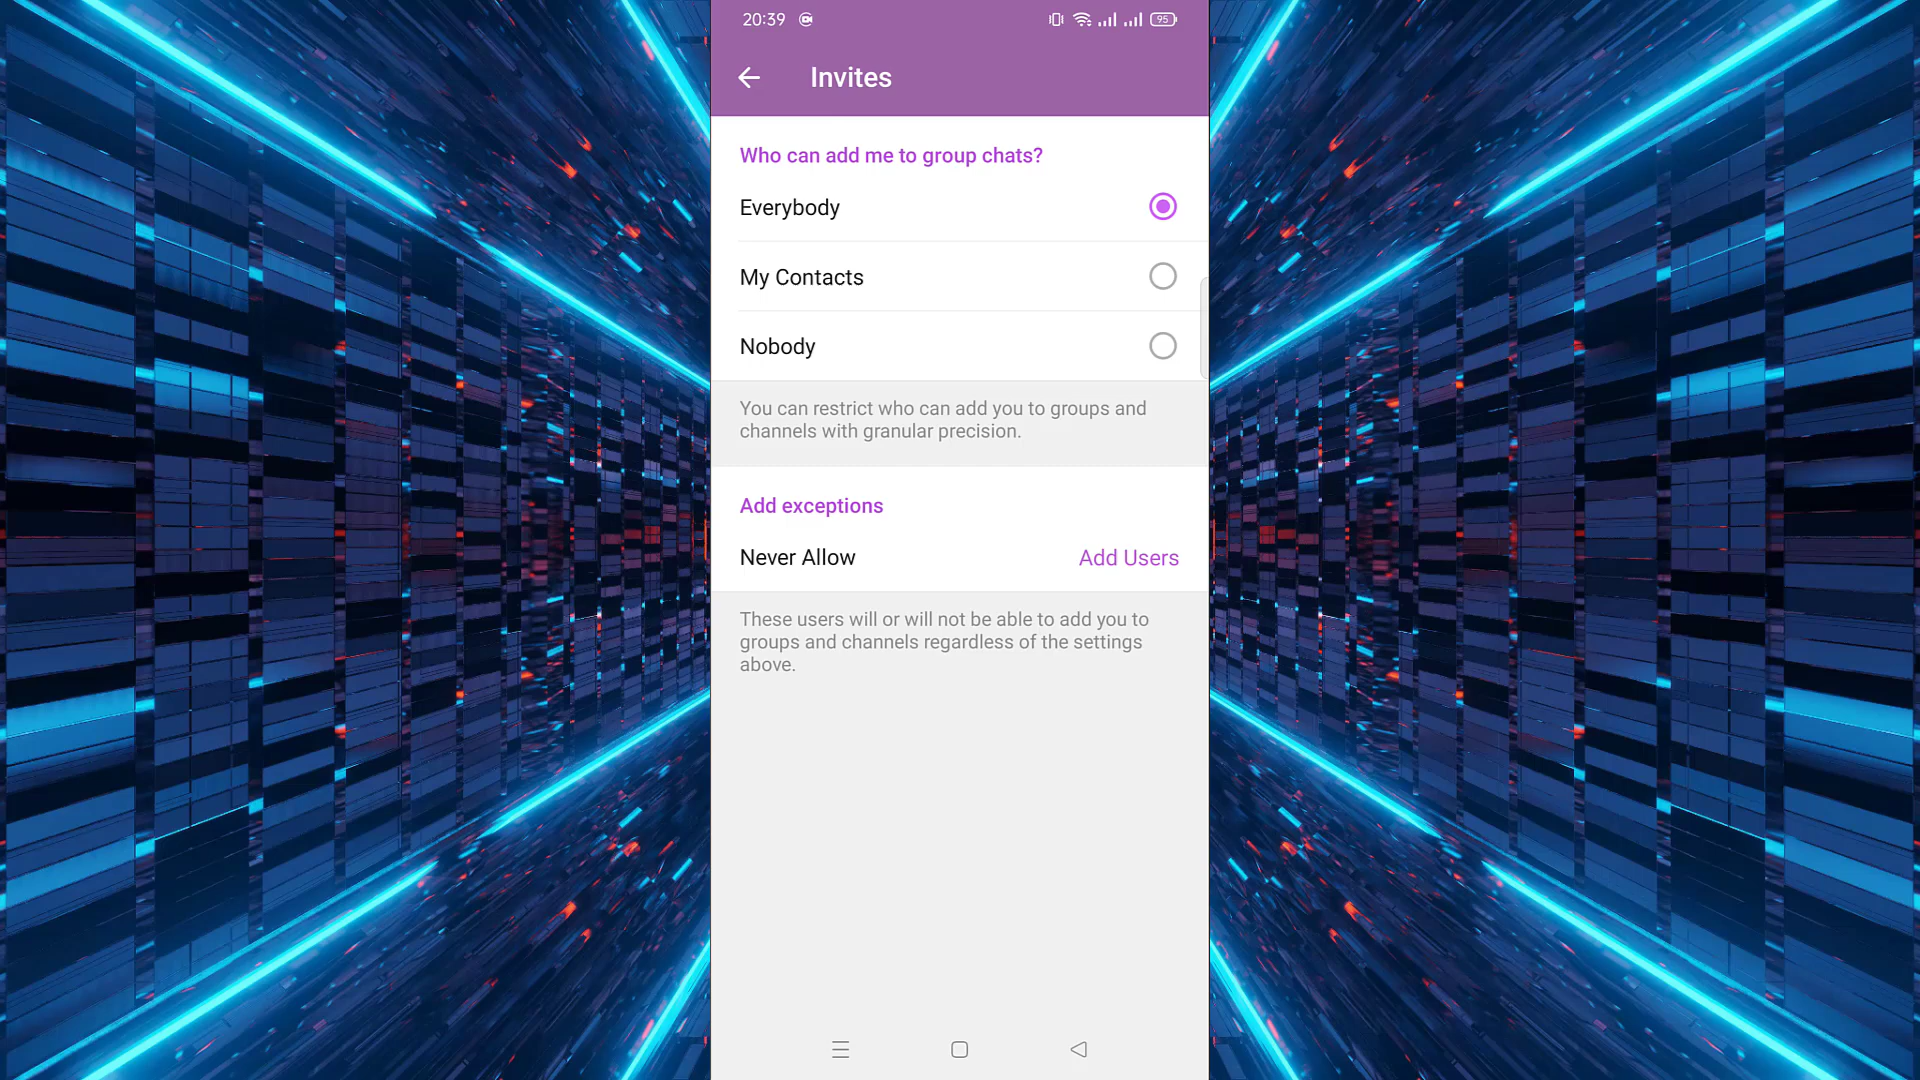 20:39
95
Invites
Who can add me to group chats?
Everybody
My Contacts
Nobody
You can restrict who can add you to groups and
channels with granular precision.
Add exceptions
Never Allow
Add Users
These users will or will not be able to add you to
groups and channels regardless of the settings
above.